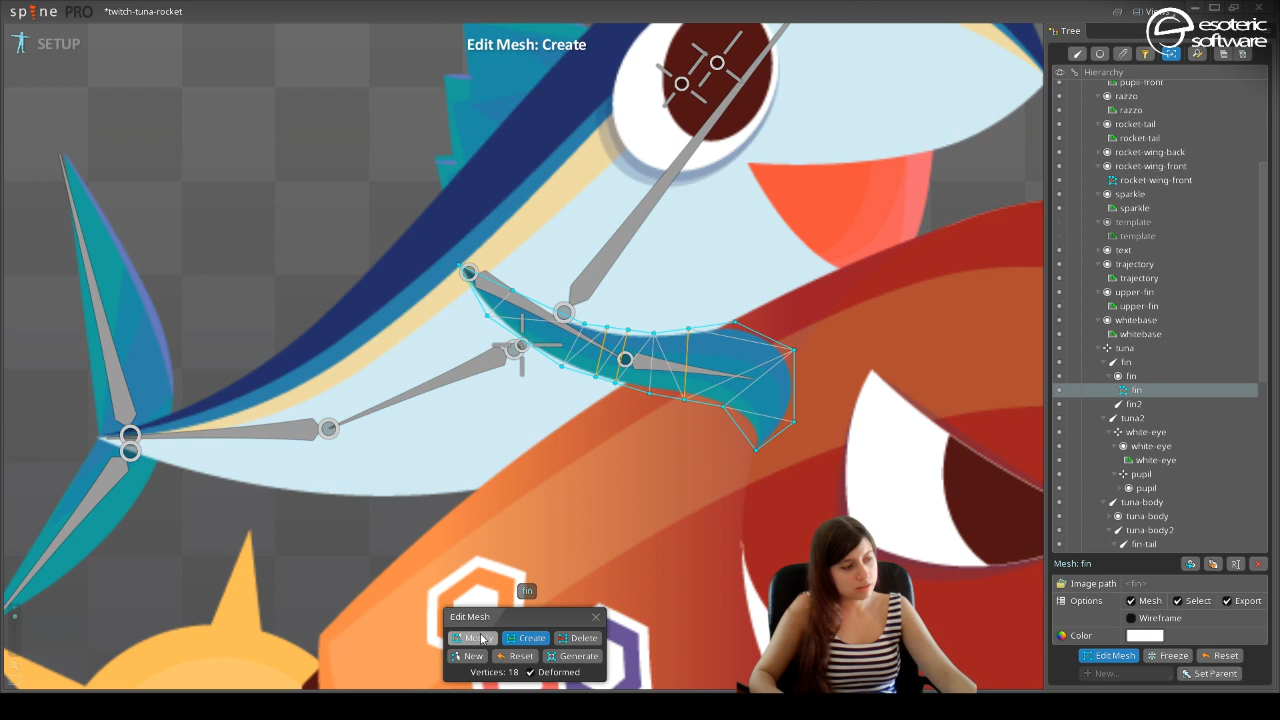 spine PRO *twitch-tuna-rocket
Views
esoteric
software
SETUP
Edit Mesh: Create
Tree
Hierarchy
pupil-front
razzo
razzo
rocket-tail
rocket-tail
rocket-wing-back
rocket-wing-front
rocket-wing-front
sparkle
sparkle
template
template
text
trajectory
trajectory
upper-fin
upper-fin
whitebase
whitebase
tuna
fin
fin
fin
fin2
tuna2
white-eye
white-eye
white-eye
pupil
pupil
tuna-body
tuna-body
tuna-body2
fin-tail
Mesh: fin
Image path <fin>
Options Mesh Select Export
Wireframe
Color
Edit Mesh Freeze Reset
New... Set Parent
fin
Edit Mesh
Create Delete
New Reset Generate
Vertices: 18 Deformed